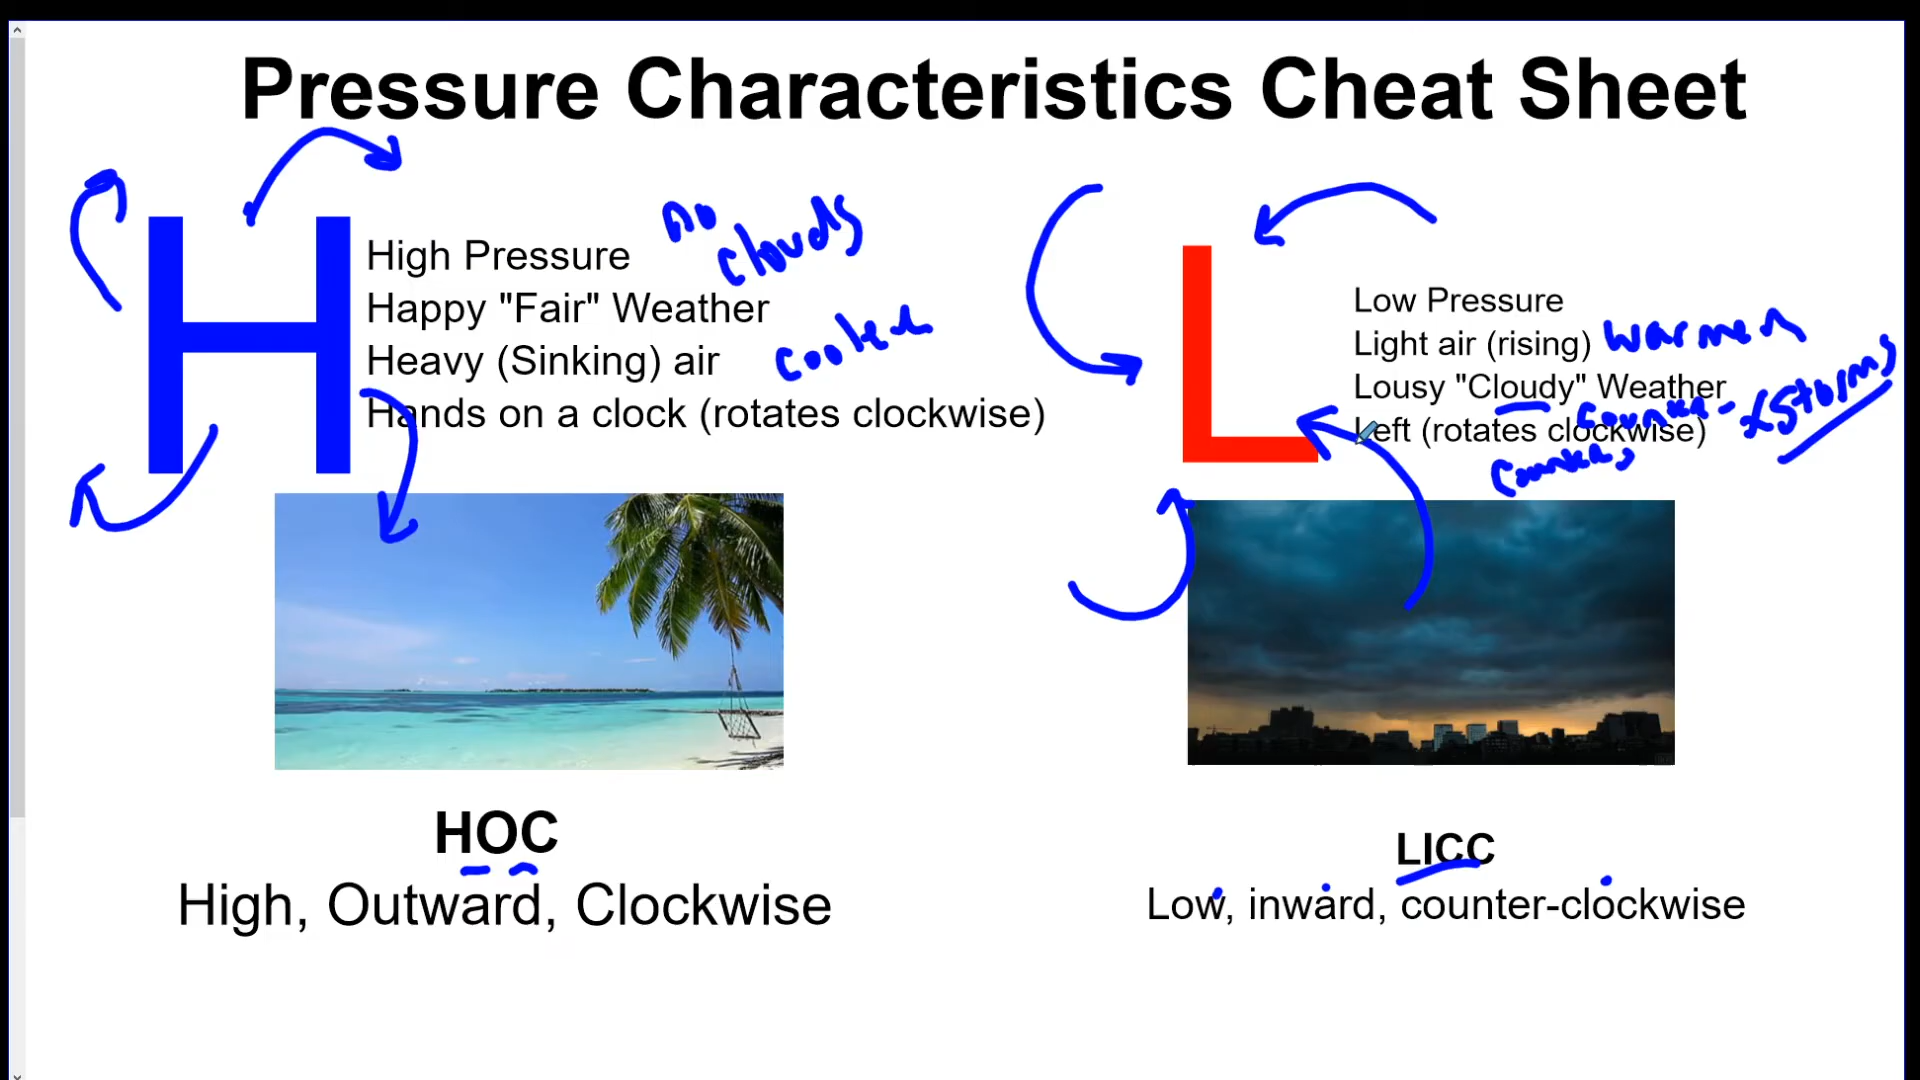 Pressure Characteristics Cheat Sheet
High Pressure
no clouds
Happy "Fair" Weather
Heavy (Sinking) air
cooler
Hands on a clock (rotates clockwise)
Low Pressure
Light air (rising) warmer
Lousy "Cloudy" Weather
+storms
counter-
Left (rotates clockwise)
counter
HOC
High, Outward, Clockwise
LICC
Low, inward, counter-clockwise